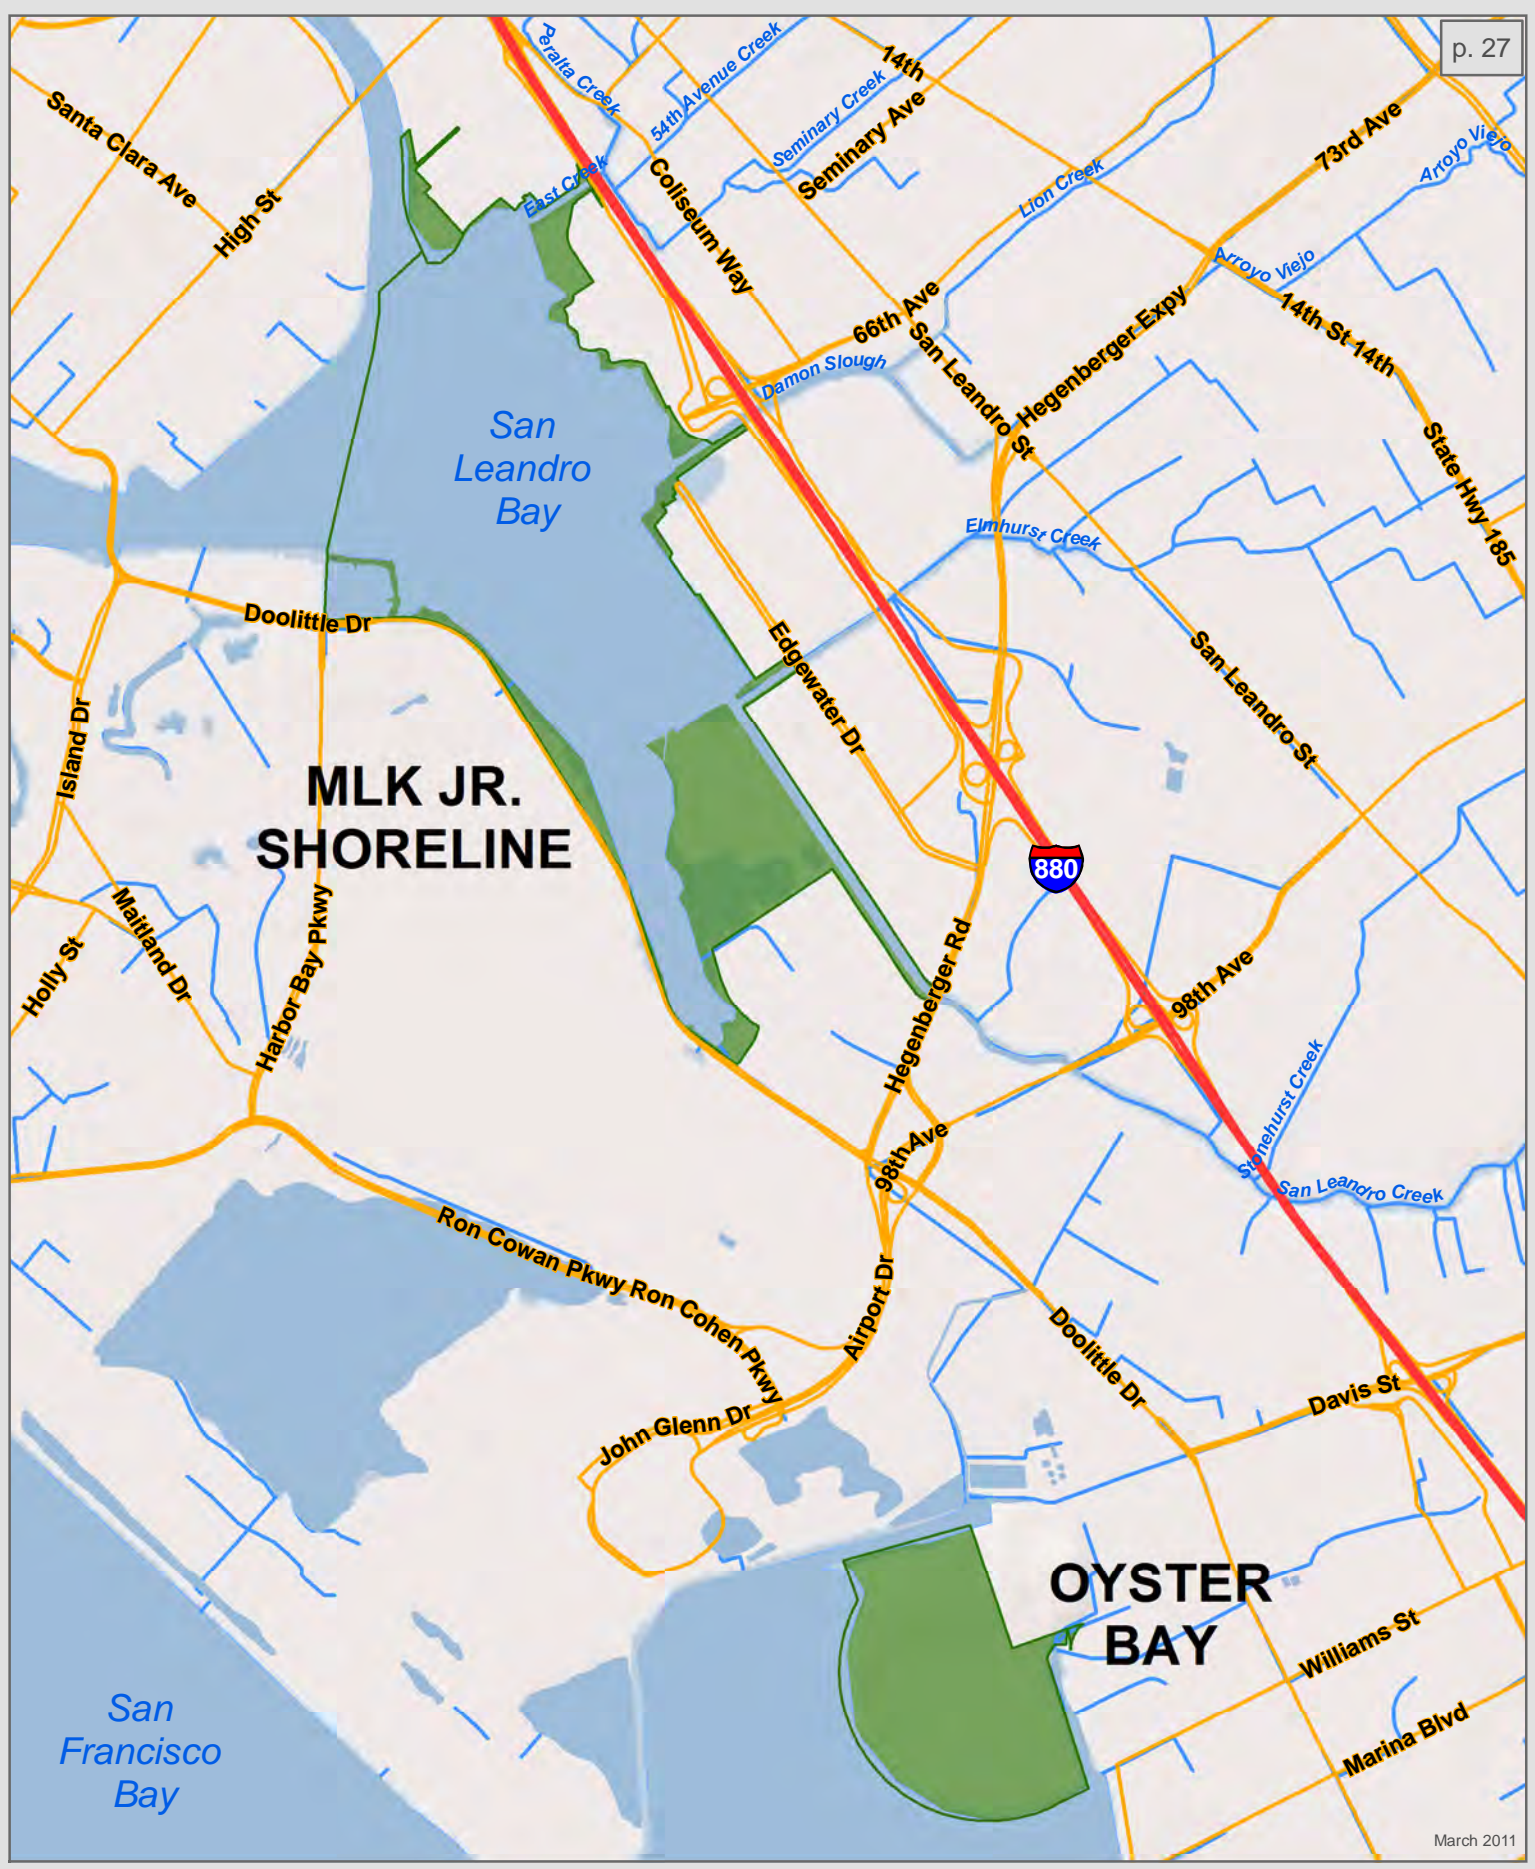 p. 27
Peralta Creek
54th Avenue Creek
14th
Seminary Creek
Seminary Ave
73rd Ave
Arroyo Viejo
Santa Clara Ave
High St
East Creek
Coliseum Way
Lion Creek
Arroyo Viejo
66th Ave
14th St 14th
Hegenberger Expy
San Leandro St
Damon Slough
San
Leandro
Bay
State Hwy 185
Elmhurst Creek
Doolittle Dr
Edgewater Dr
San Leandro St
Island Dr
MLK JR.
SHORELINE
880
Maitland Dr
Holly St
Harbor Bay Pkwy
Hegenberger Rd
98th Ave
Stonehurst Creek
98th Ave
San Leandro Creek
Ron Cowan Pkwy Ron Cohen Pkwy
Airport Dr
Doolittle Dr
Davis St
John Glenn Dr
OYSTER
BAY
Williams St
San
Francisco
Bay
Marina Blvd
March 2011